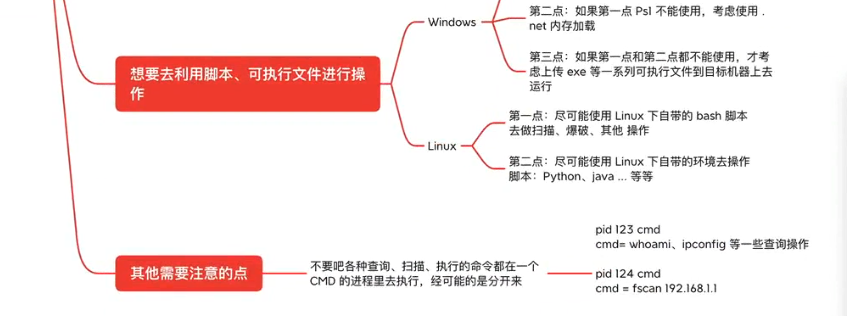 第二点：如果第一点 Ps1 不能使用，考虑使用 .
net 内存加载
Windows
第三点：如果第一点和第二点都不能使用，才考
虑上传 exe 等一系列可执行文件到目标机器上去
运行
想要去利用脚本、可执行文件进行操
作
第一点：尽可能使用 Linux 下自带的 bash 脚本
去做扫描、爆破、其他 操作
Linux
第二点：尽可能使用 Linux 下自带的环境去操作
脚本：Python、java ... 等等
pid 123 cmd
cmd= whoami、ipconfig 等一些查询操作
其他需要注意的点
不要吧各种查询、扫描、执行的命令都在一个
CMD 的进程里去执行，经可能的是分开来
pid 124 cmd
cmd = fscan 192.168.1.1